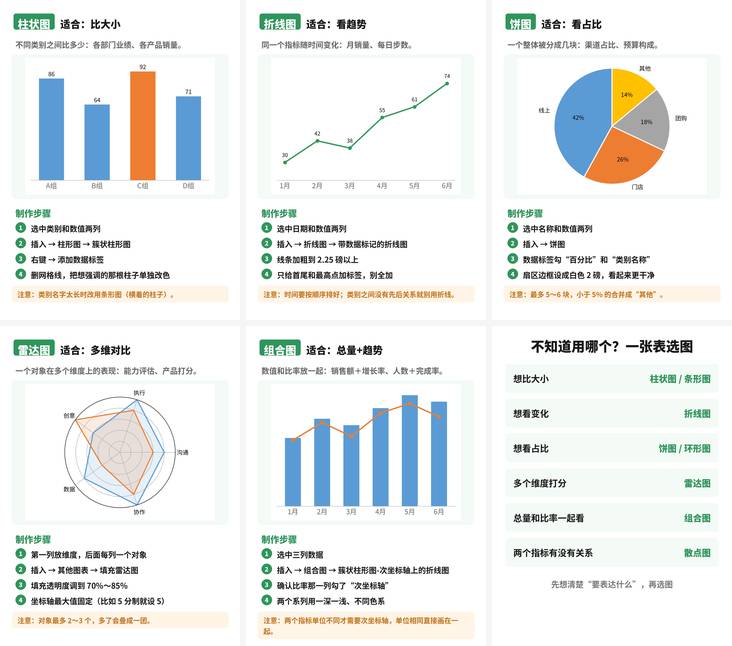 柱状图 适合：比大小
不同类别之间比多少：各部门业绩、各产品销量。
86
64
92
71
A组 B组 C组 D组
制作步骤
1 选中类别和数值两列
2 插入 → 柱形图 → 簇状柱形图
3 右键 → 添加数据标签
4 删网格线，把想强调的那根柱子单独改色
注意：类别名字太长时改用条形图（横着的柱子）。
折线图 适合：看趋势
同一个指标随时间变化：月销量、每日步数。
30
42
38
55
61
74
1月 2月 3月 4月 5月 6月
制作步骤
1 选中日期和数值两列
2 插入 → 折线图 → 带数据标记的折线图
3 线条加粗到 2.25 磅以上
4 只给首尾和最高点加标签，别全加
注意：时间要按顺序排好；类别之间没有先后关系就别用折线。
饼图 适合：看占比
一个整体被分成几块：渠道占比、预算构成。
其他
14%
线上
42%
团购
18%
26%
门店
制作步骤
1 选中名称和数值两列
2 插入 → 饼图
3 数据标签勾“百分比”和“类别名称”
4 扇区边框设成白色 2 磅，看起来更干净
注意：最多 5～6 块，小于 5% 的合并成“其他”。
雷达图 适合：多维对比
一个对象在多个维度上的表现：能力评估、产品打分。
执行
创意
沟通
数据
协作
制作步骤
1 第一列放维度，后面每列一个对象
2 插入 → 其他图表 → 填充雷达图
3 填充透明度调到 70%～85%
4 坐标轴最大值固定（比如 5 分制就设 5）
注意：对象最多 2～3 个，多了会叠成一团。
组合图 适合：总量+趋势
数值和比率放一起：销售额＋增长率、人数＋完成率。
1月 2月 3月 4月 5月 6月
制作步骤
1 选中三列数据
2 插入 → 组合图 → 簇状柱形图-次坐标轴上的折线图
3 确认比率那一列勾了“次坐标轴”
4 两个系列用一深一浅、不同色系
注意：两个指标单位不同才需要次坐标轴，单位相同直接画在一
起。
不知道用哪个？一张表选图
想比大小 柱状图 / 条形图
想看变化 折线图
想看占比 饼图 / 环形图
多个维度打分 雷达图
总量和比率一起看 组合图
两个指标有没有关系 散点图
先想清楚“要表达什么”，再选图